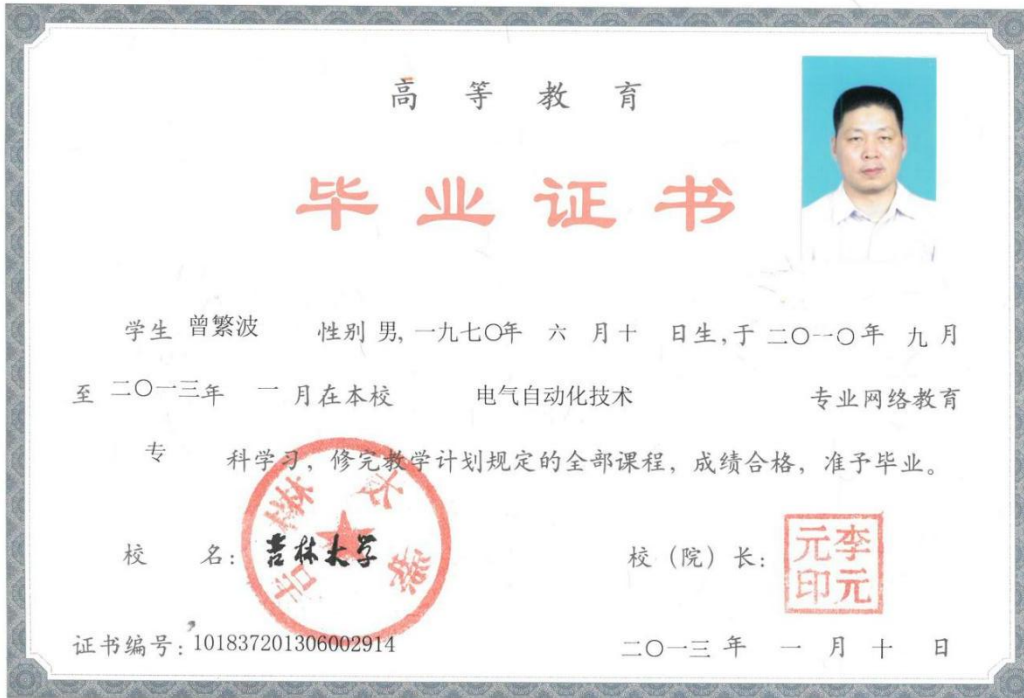 高等教育
毕业证书
学生 曾繁波 性别 男, 一九七〇年 六 月十 日生,于 二〇一〇年 九 月
至 二〇一三年 一 月在本校 电气自动化技术 专业网络教育
专 科学习，修完教学计划规定的全部课程，成绩合格，准予毕业。
校 名：吉林大学
吉林大学
校（院）长：
李元元印
证书编号：101837201306002914
二〇一三 年 一 月 十 日